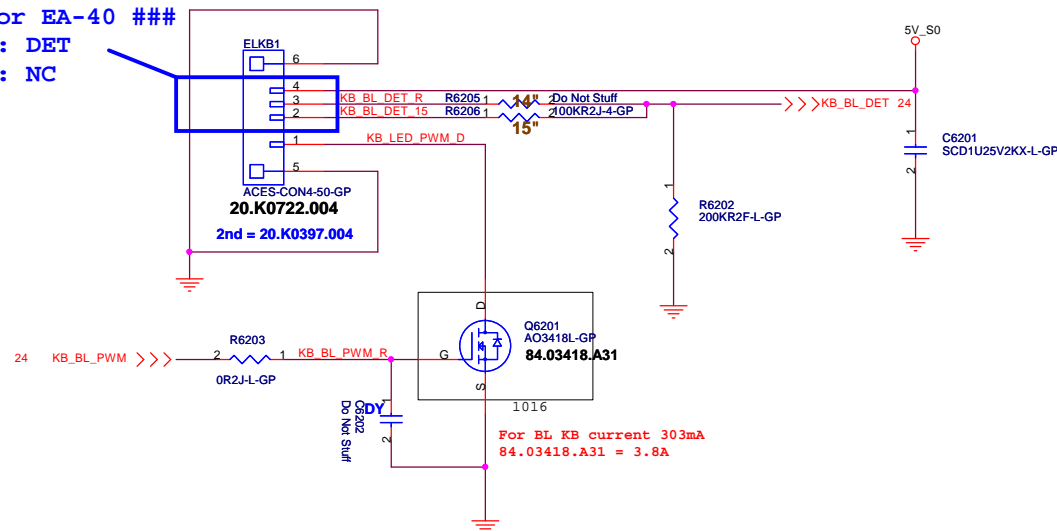 or EA-40 ###
: DET
: NC
ELKB1
6
4
3
2
1
5
KB_BL_DET_R
KB_BL_DET_15
KB_LED_PWM_D
R6205 1 14" 2 Do Not Stuff
R6206 1 15" 2 100KR2J-4-GP
KB_BL_DET 24
5V_S0
1
C6201
SCD1U25V2KX-L-GP
2
ACES-CON4-50-GP
20.K0722.004
2nd = 20.K0397.004
1
R6202
200KR2F-L-GP
2
D
Q6201
AO3418L-GP
84.03418.A31
G
S
1016
24 KB_BL_PWM
R6203
2 1
0R2J-L-GP
KB_BL_PWM_R
1
DY
C6202
Do Not Stuff
2
For BL KB current 303mA
84.03418.A31 = 3.8A